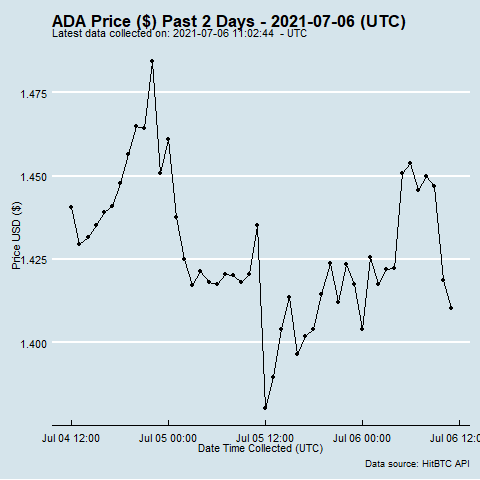 ADA Price ($) Past 2 Days - 2021-07-06 (UTC)
Latest data collected on: 2021-07-06 11:02:44  - UTC
1.475
1.450
1.425
1.400
Price USD ($)
Jul 04 12:00
Jul 05 00:00
Jul 05 12:00
Jul 06 00:00
Jul 06 12:00
Date Time Collected (UTC)
Data source: HitBTC API